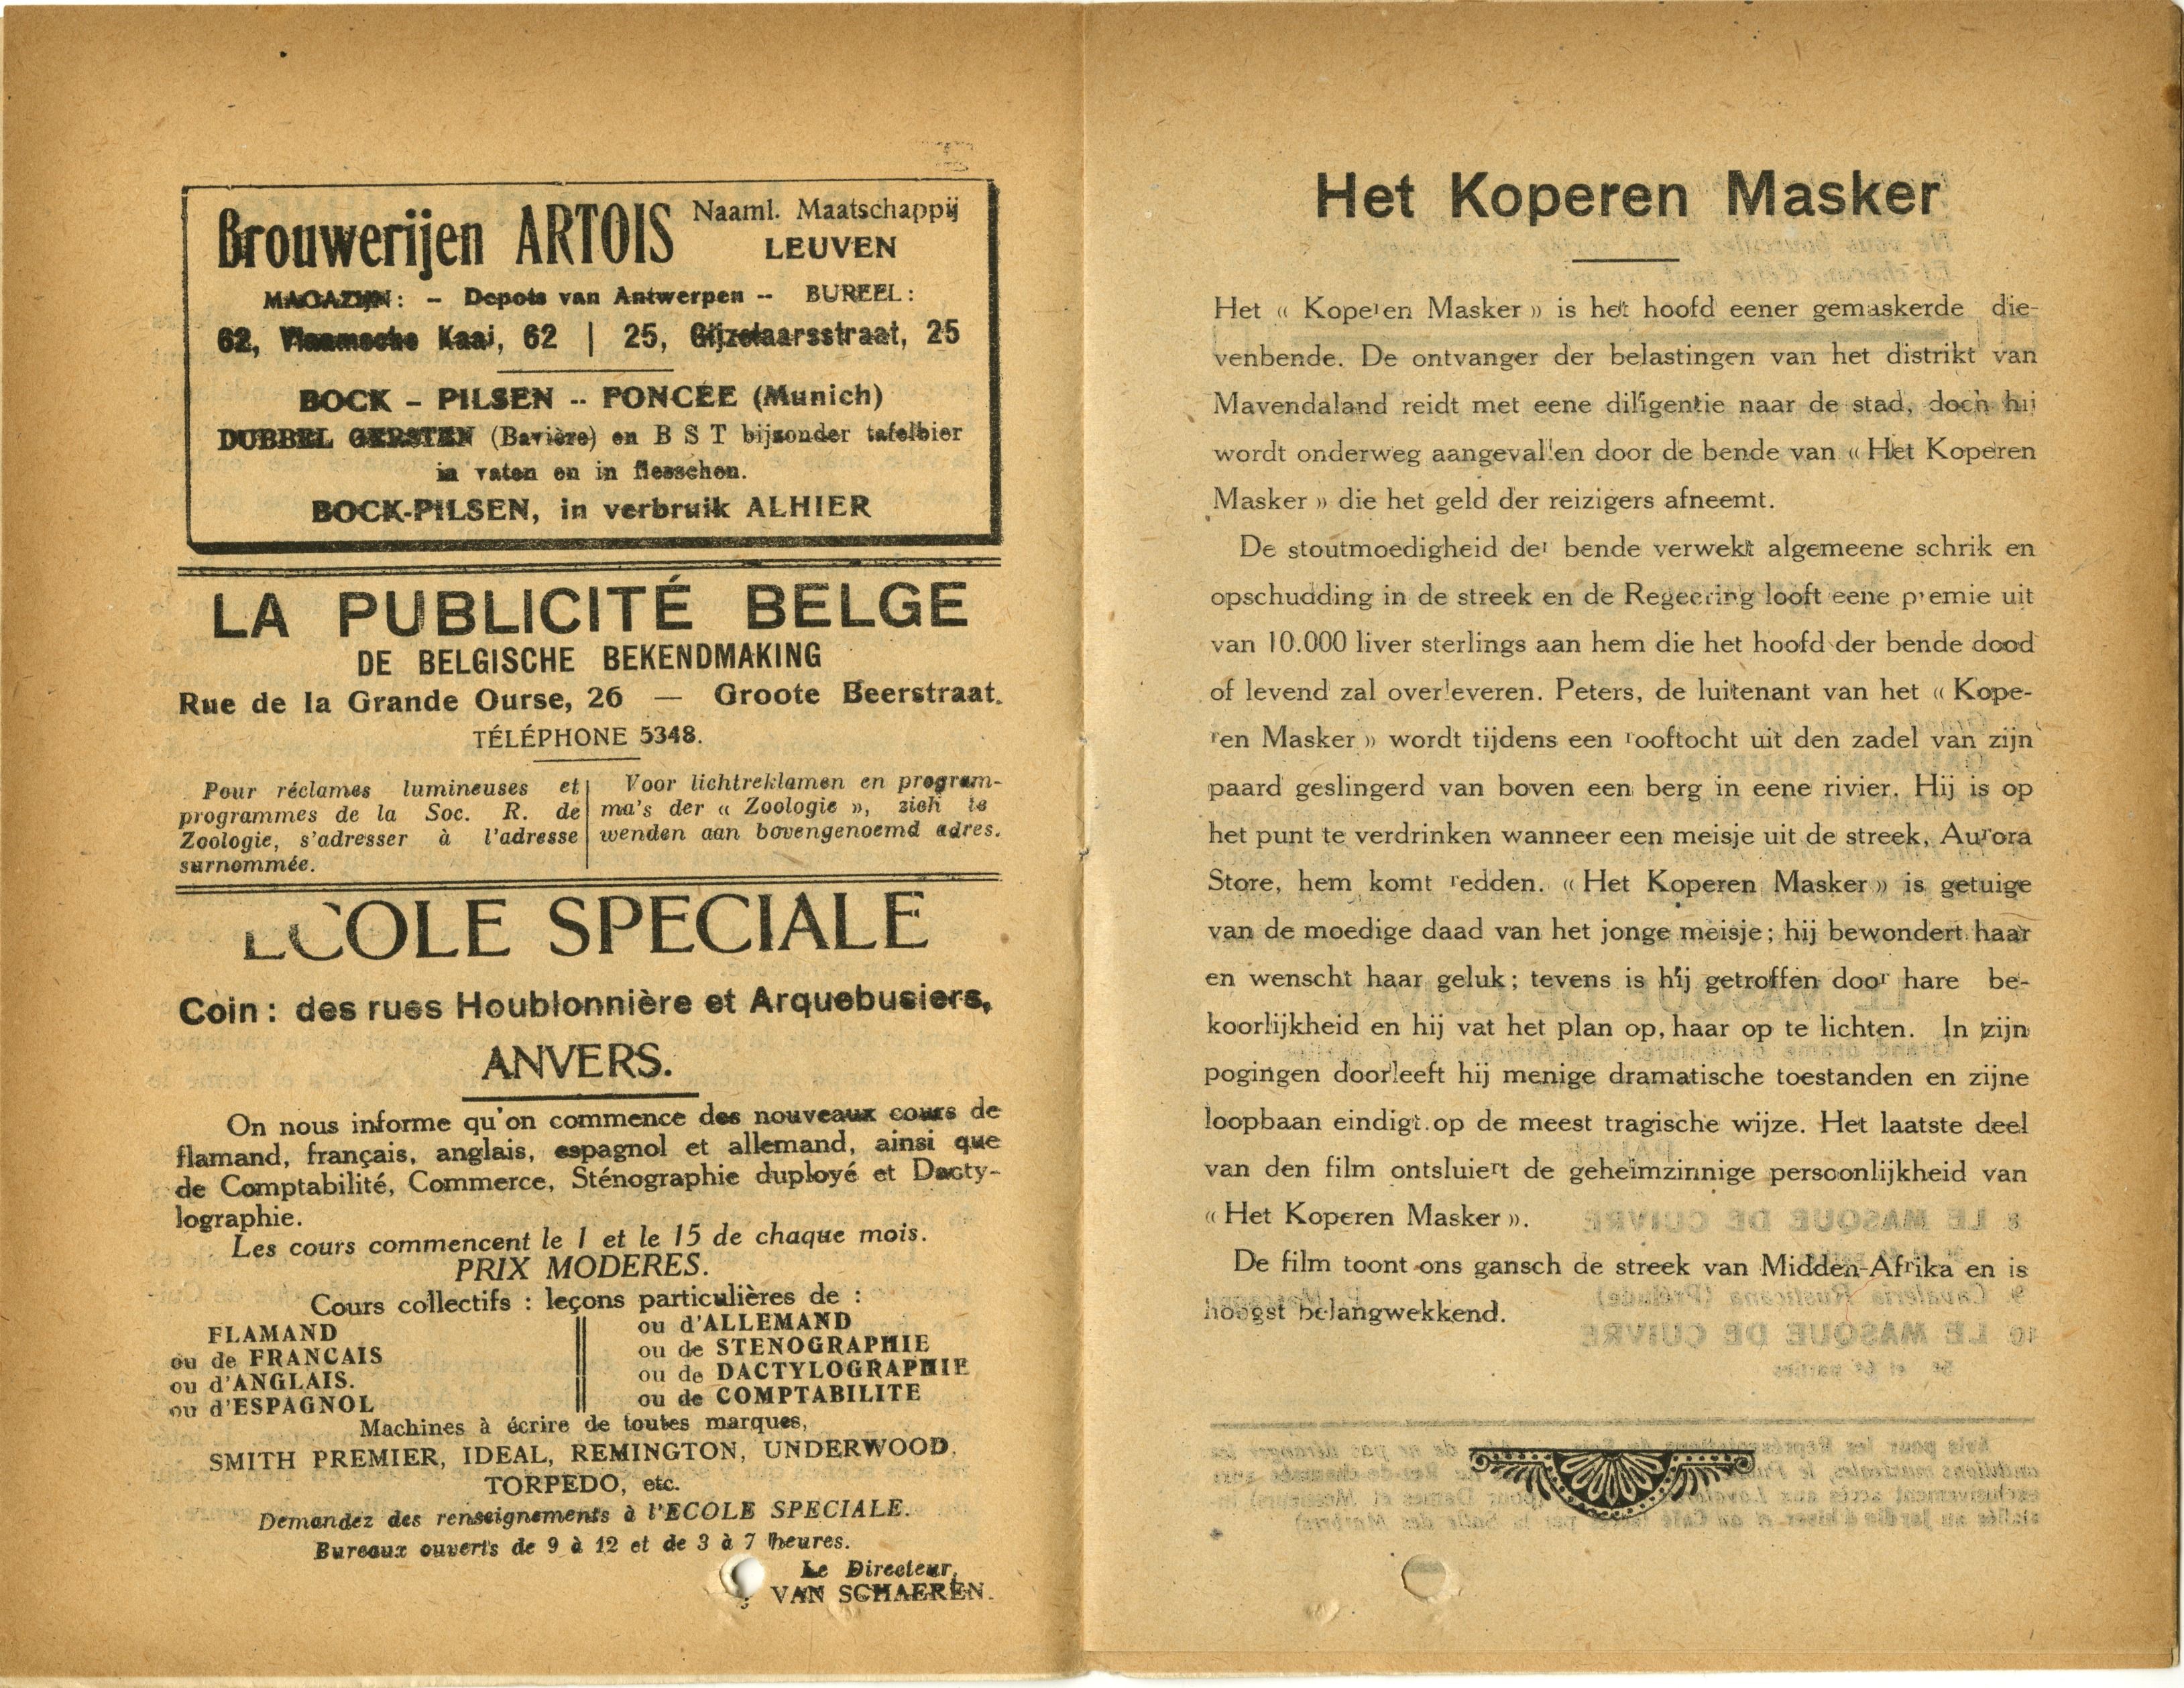 Brouwerijen ARTOIS Naaml. Maatschappij
LEUVEN
MAGAZIJN: - Depots van Antwerpen -- BUREEL:
62, Vlaamsche Kaai, 62 | 25, Gijzelaarsstraat, 25
BOCK - PILSEN -- FONCÉE (Munich)
DUBBEL GERSTEN (Bavière) en B S T bijzonder tafelbier
in vaten en in flesschen.
BOCK-PILSEN, in verbruik ALHIER
LA PUBLICITÉ BELGE
DE BELGISCHE BEKENDMAKING
Rue de la Grande Ourse, 26 — Groote Beerstraat.
TÉLÉPHONE 5348.
Pour réclames lumineuses et
programmes de la Soc. R. de
Zoologie, s'adresser à l'adresse
surnommée.
Voor lichtreklamen en program-
ma's der « Zoologie », zich te
wenden aan bovengenoemd adres.
ECOLE SPECIALE
Coin : des rues Houblonnière et Arquebusiers,
ANVERS.
On nous informe qu'on commence des nouveaux cours de
flamand, français, anglais, espagnol et allemand, ainsi que
de Comptabilité, Commerce, Sténographie duployé et Dacty-
lographie.
Les cours commencent le 1 et le 15 de chaque mois.
PRIX MODERES.
Cours collectifs : leçons particulières de :
FLAMAND
ou de FRANCAIS
ou d'ANGLAIS.
ou d'ESPAGNOL
ou d'ALLEMAND
ou de STENOGRAPHIE
ou de DACTYLOGRAPHIE
ou de COMPTABILITE
Machines à écrire de toutes marques,
SMITH PREMIER, IDEAL, REMINGTON, UNDERWOOD,
TORPEDO, etc.
Demandez des renseignements à l'ECOLE SPECIALE.
Bureaux ouverts de 9 à 12 et de 3 à 7 heures.
Le Directeur,
VAN SCHAEREN.
Het Koperen Masker
Het « Koperen Masker » is het hoofd eener gemaskerde die-
venbende. De ontvanger der belastingen van het distrikt van
Mavendaland reidt met eene diligentie naar de stad, doch hij
wordt onderweg aangevallen door de bende van « Het Koperen
Masker » die het geld der reizigers afneemt.
De stoutmoedigheid der bende verwekt algemeene schrik en
opschudding in de streek en de Regeering looft eene premie uit
van 10.000 liver sterlings aan hem die het hoofd der bende dood
of levend zal overleveren. Peters, de luitenant van het « Kope-
ren Masker » wordt tijdens een rooftocht uit den zadel van zijn
paard geslingerd van boven een berg in eene rivier. Hij is op
het punt te verdrinken wanneer een meisje uit de streek, Aurora
Store, hem komt redden. « Het Koperen Masker » is getuige
van de moedige daad van het jonge meisje ; hij bewondert haar
en wenscht haar geluk ; tevens is hij getroffen door hare be-
koorlijkheid en hij vat het plan op, haar op te lichten. In zijn
pogingen doorleeft hij menige dramatische toestanden en zijne
loopbaan eindigt op de meest tragische wijze. Het laatste deel
van den film ontsluiert de geheimzinnige persoonlijkheid van
« Het Koperen Masker ».
De film toont ons gansch de streek van Midden-Afrika en is
hoogst belangwekkend.